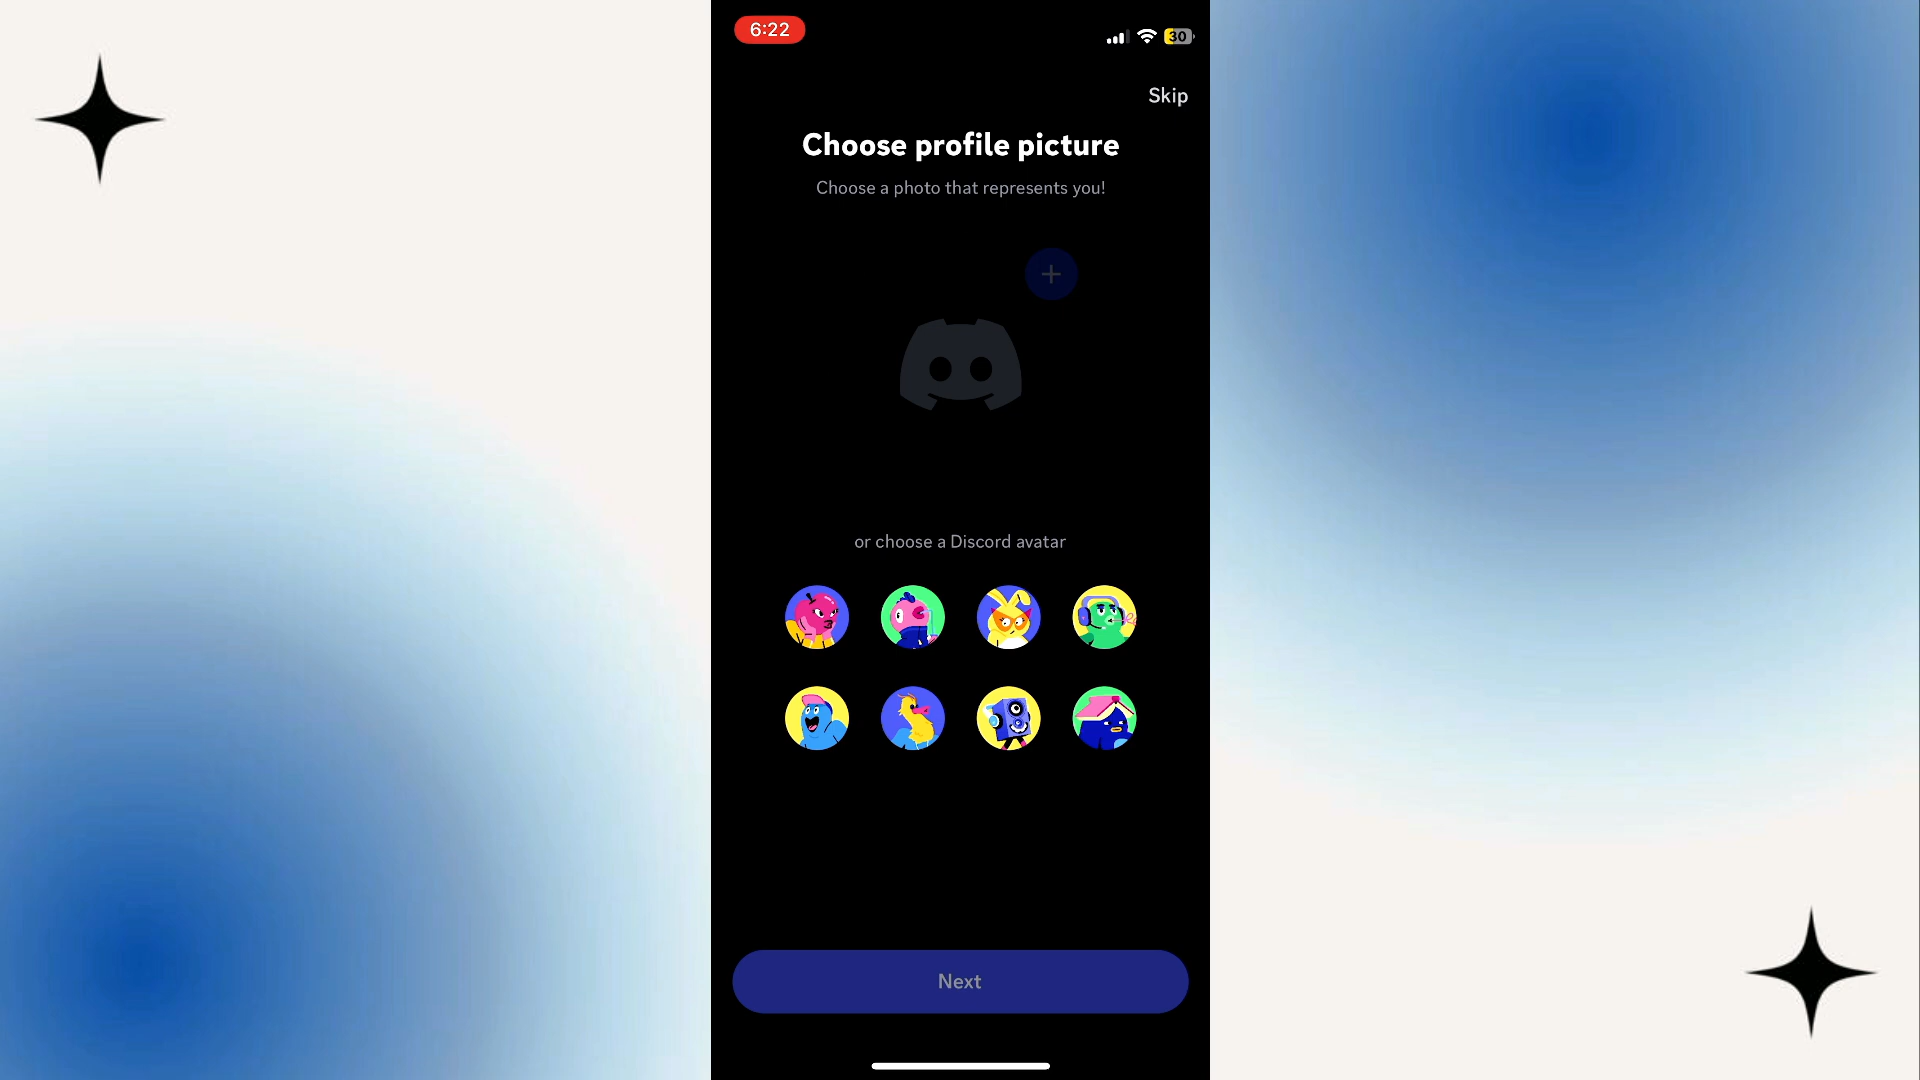 6:22
30
Skip
Choose profile picture
Choose a photo that represents you!
or choose a Discord avatar
Next